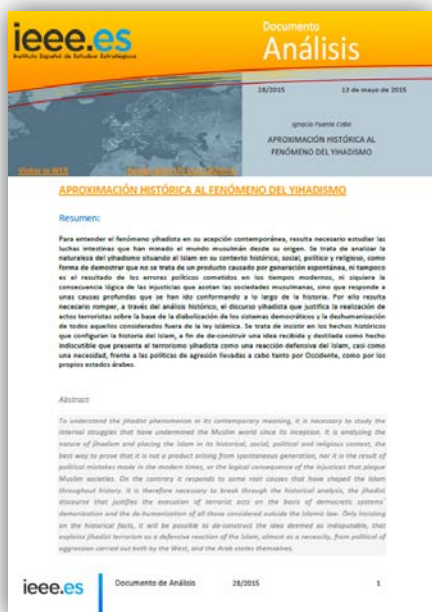 ieee.es
Instituto Español de Estudios Estratégicos
Documento
Análisis
28/2015
13 de mayo de 2015
Ignacio Fuente Cobo
APROXIMACIÓN HISTÓRICA AL
FENÓMENO DEL YIHADISMO
Visitar la WEB
APROXIMACIÓN HISTÓRICA AL FENÓMENO DEL YIHADISMO
Resumen:
Para entender el fenómeno yihadista en su acepción contemporánea, resulta necesario estudiar las
luchas intestinas que han minado el mundo musulmán desde su origen. Se trata de analizar la
naturaleza del yihadismo situando al Islam en su contexto histórico, social, político y religioso, como
forma de demostrar que no se trata de un producto causado por generación espontánea, ni tampoco
es el resultado de los errores políticos cometidos en los tiempos modernos, ni siquiera la
consecuencia lógica de las injusticias que azotan las sociedades musulmanas, sino que responde a
unas causas profundas que se han ido conformando a lo largo de la historia. Por ello resulta
necesario romper, a través del análisis histórico, el discurso yihadista que justifica la realización de
actos terroristas sobre la base de la diabolización de los sistemas democráticos y la deshumanización
de todos aquellos considerados fuera de la ley islámica. Se trata de insistir en los hechos históricos
que configuran la historia del Islam, a fin de de-construir una idea recibida y destilada como hecho
indiscutible que presenta el terrorismo yihadista como una reacción defensiva del Islam, casi como
una necesidad, frente a las políticas de agresión llevadas a cabo tanto por Occidente, como por los
propios estados árabes.
Abstract:
To understand the jihadist phenomenon in its contemporary meaning, it is necessary to study the
internal struggles that have undermined the Muslim world since its inception. It is analysing the
nature of jihadism and placing the Islam in its historical, social, political and religious context, the
best way to prove that it is not a product arising from spontaneous generation, nor it is the result of
political mistakes made in the modern times, or the logical consequence of the injustices that plague
Muslim societies. On the contrary it responds to some root causes that have shaped the Islam
throughout history. It is therefore necessary to break through the historical analysis, the jihadist
discourse that justifies the execution of terrorist acts on the basis of democratic systems'
demonization and the de-humanization of all those considered outside the Islamic law. Only insisting
on the historical facts, it will be possible to de-construct the idea deemed as indisputable, that
explains jihadist terrorism as a defensive reaction of the Islam, almost as a necessity, from political of
aggression carried out both by the West, and the Arab states themselves.
ieee.es
Documento de Análisis
28/2015
1